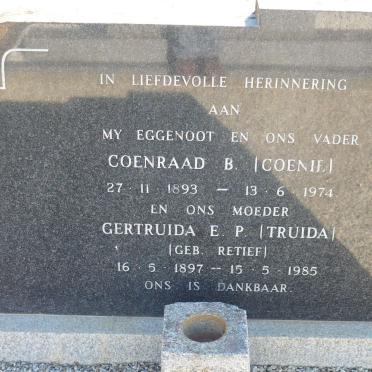 IN LIEFDEVOLLE HERINNERING
AAN
MY EGGENOOT EN ONS VADER
COENRAAD B. (COENIE)
27 · 11 · 1893 — 13 · 6 · 1974
EN ONS MOEDER
GERTRUIDA E. P. (TRUIDA)
(GEB. RETIEF)
16 · 5 · 1897 — 15 · 5 · 1985
ONS IS DANKBAAR.